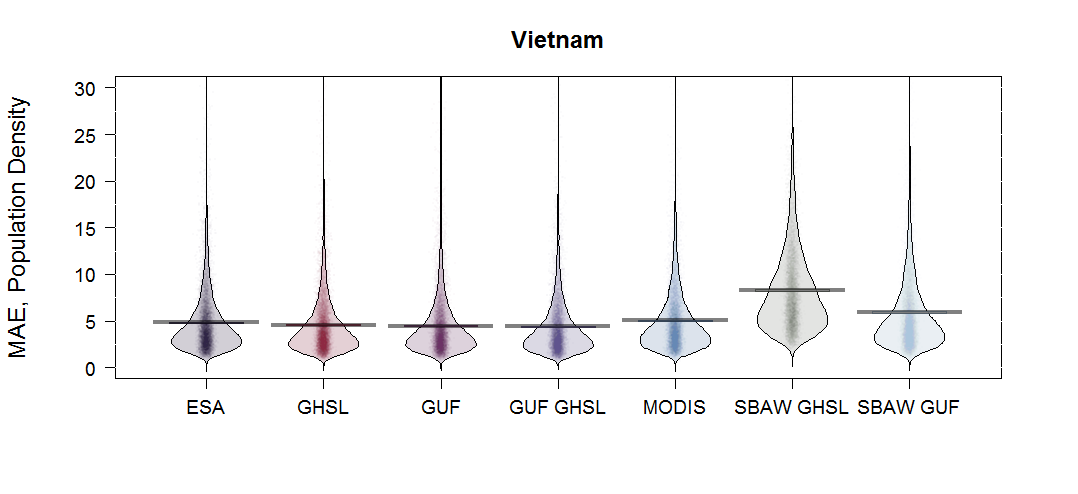 Vietnam
MAE, Population Density
30
25
20
15
10
5
0
ESA GHSL GUF GUF GHSL MODIS SBAW GHSL SBAW GUF